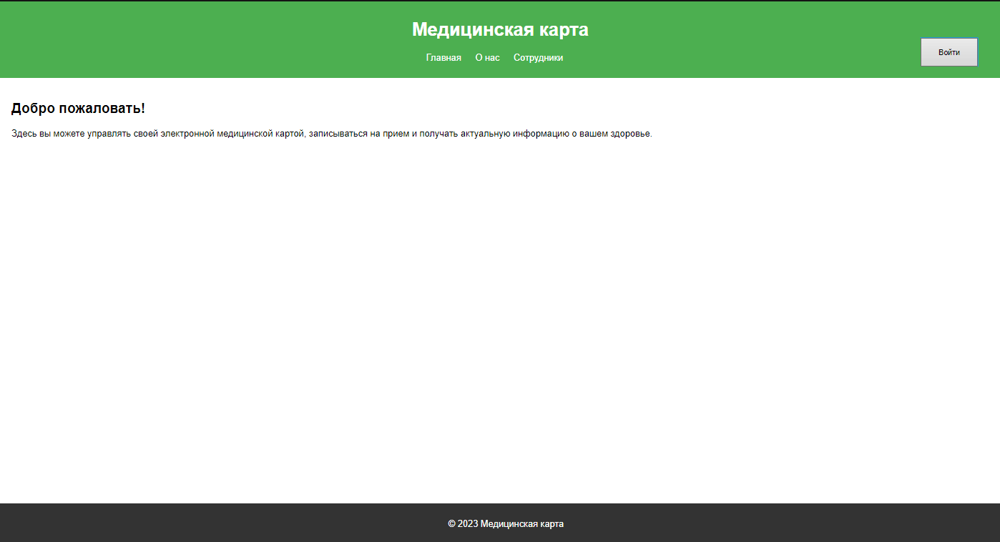 Медицинская карта
Главная О нас Сотрудники
Войти
Добро пожаловать!
Здесь вы можете управлять своей электронной медицинской картой, записываться на прием и получать актуальную информацию о вашем здоровье.
© 2023 Медицинская карта